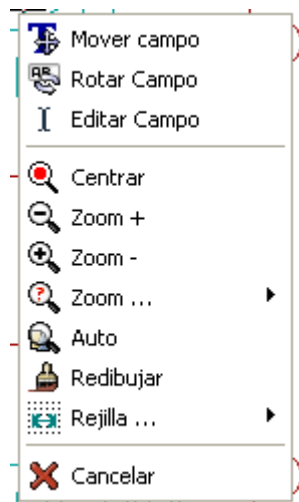 Mover campo
Rotar Campo
Editar Campo
Centrar
Zoom +
Zoom -
Zoom ...
Auto
Redibujar
Rejilla ...
Cancelar